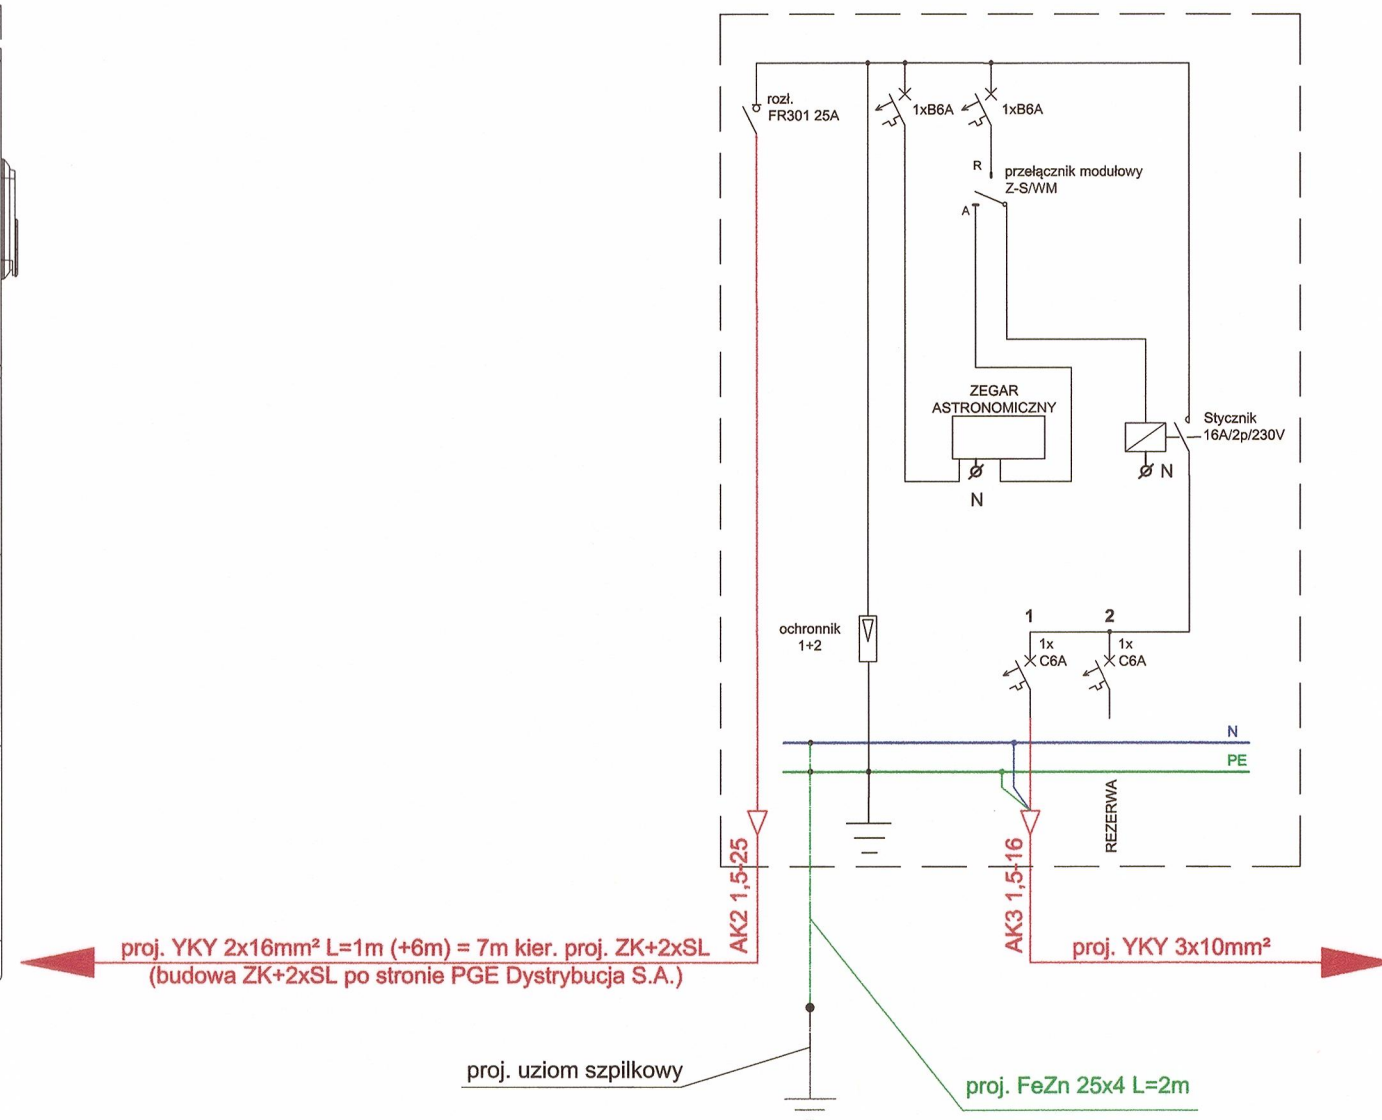 rozł.
FR301 25A
1xB6A
1xB6A
R
przełącznik modułowy
Z-S/WM
A
ZEGAR
ASTRONOMICZNY
N
Stycznik
16A/2p/230V
N
ochronnik
1+2
1
2
1x
C6A
1x
C6A
N
PE
REZERWA
AK2 1,5-25
AK3 1,5-16
proj. YKY 2x16mm² L=1m (+6m) = 7m kier. proj. ZK+2xSL
(budowa ZK+2xSL po stronie PGE Dystrybucja S.A.)
proj. YKY 3x10mm²
proj. uziom szpilkowy
proj. FeZn 25x4 L=2m